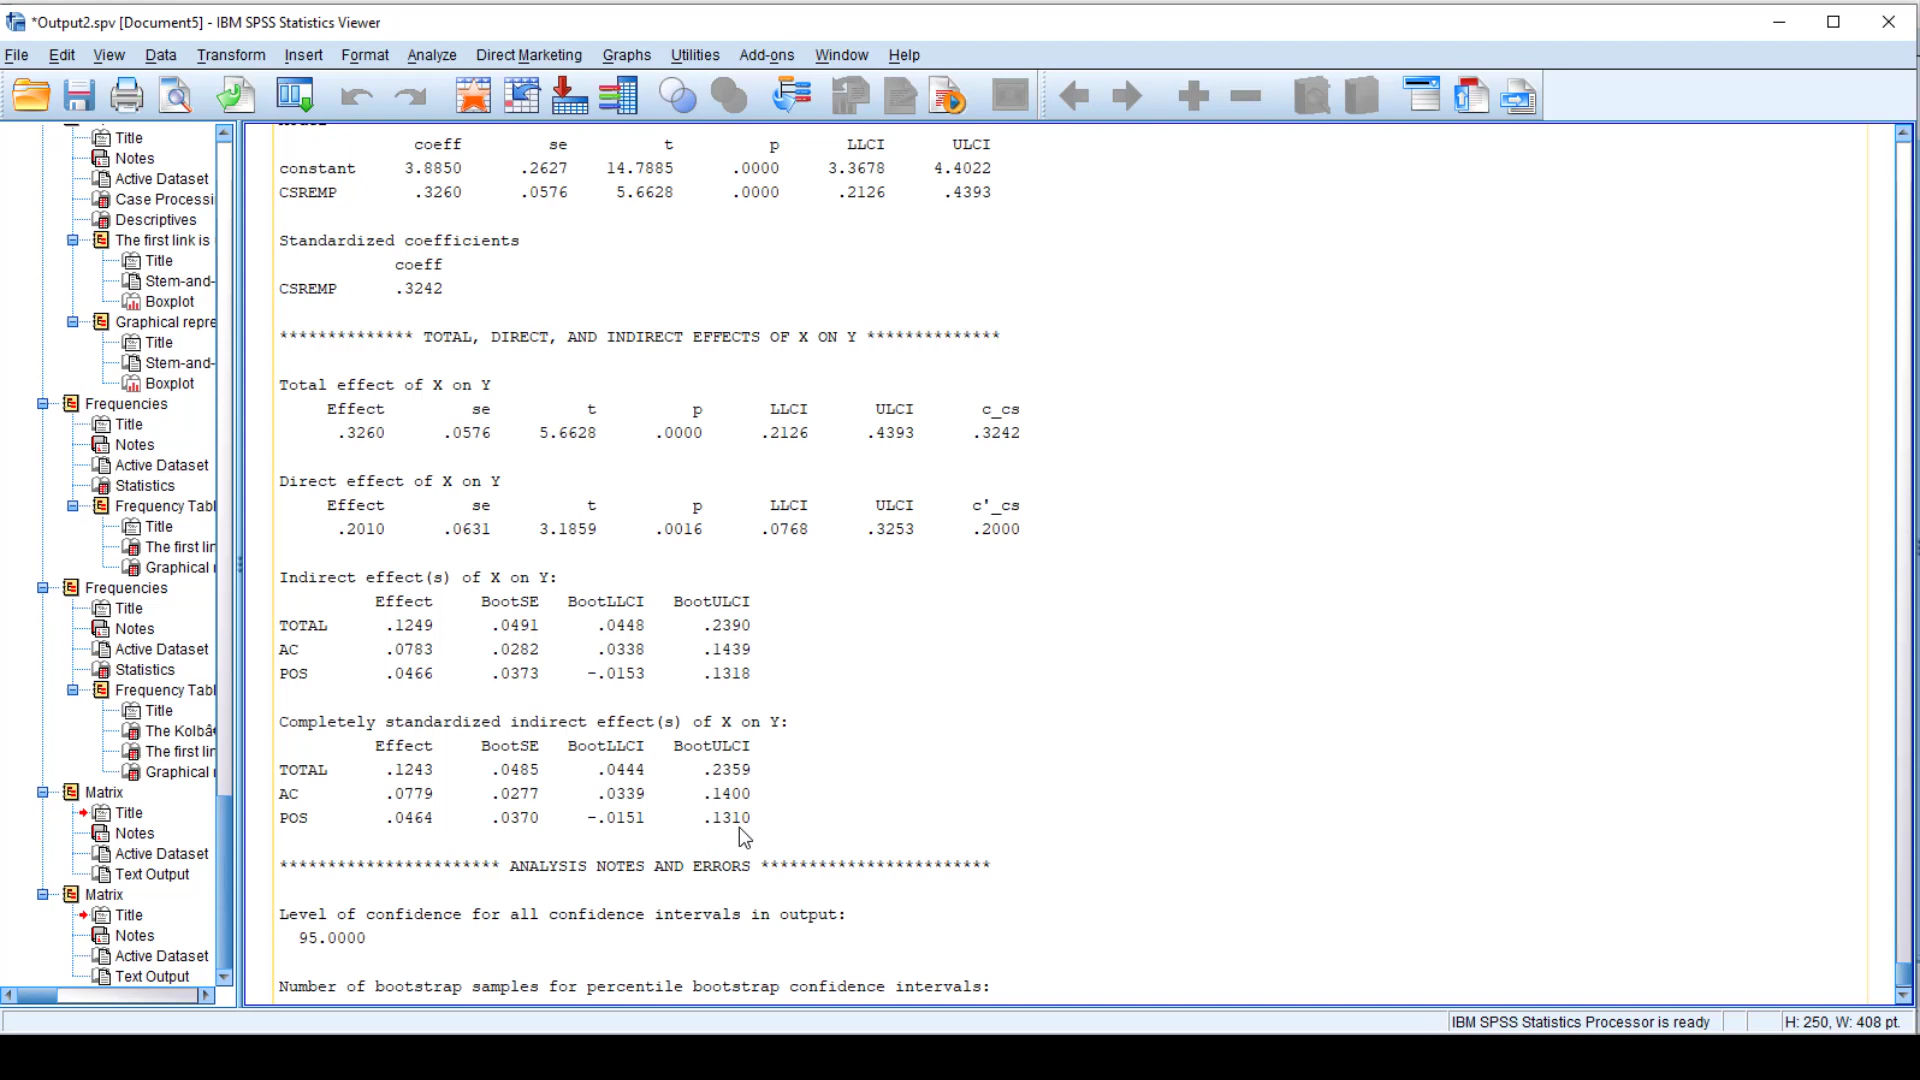 *Output2.spv [Document5] - IBM SPSS Statistics Viewer
File Edit View Data Transform Insert Format Analyze Direct Marketing Graphs Utilities Add-ons Window Help
Title
Notes
Active Dataset
Case Processi
Descriptives
The first link is
Title
Stem-and-
Boxplot
Graphical repre
Title
Stem-and-
Boxplot
Frequencies
Title
Notes
Active Dataset
Statistics
Frequency Tabl
Title
The first lin
Graphical r
Frequencies
Title
Notes
Active Dataset
Statistics
Frequency Tabl
Title
The Kolbâ€
The first lin
Graphical r
Matrix
Title
Notes
Active Dataset
Text Output
Matrix
Title
Notes
Active Dataset
Text Output
coeff se t p LLCI ULCI
constant 3.8850 .2627 14.7885 .0000 3.3678 4.4022
CSREMP .3260 .0576 5.6628 .0000 .2126 .4393
Standardized coefficients
coeff
CSREMP .3242
************** TOTAL, DIRECT, AND INDIRECT EFFECTS OF X ON Y **************
Total effect of X on Y
Effect se t p LLCI ULCI c_cs
.3260 .0576 5.6628 .0000 .2126 .4393 .3242
Direct effect of X on Y
Effect se t p LLCI ULCI c'_cs
.2010 .0631 3.1859 .0016 .0768 .3253 .2000
Indirect effect(s) of X on Y:
Effect BootSE BootLLCI BootULCI
TOTAL .1249 .0491 .0448 .2390
AC .0783 .0282 .0338 .1439
POS .0466 .0373 -.0153 .1318
Completely standardized indirect effect(s) of X on Y:
Effect BootSE BootLLCI BootULCI
TOTAL .1243 .0485 .0444 .2359
AC .0779 .0277 .0339 .1400
POS .0464 .0370 -.0151 .1310
*********************** ANALYSIS NOTES AND ERRORS ************************
Level of confidence for all confidence intervals in output:
95.0000
Number of bootstrap samples for percentile bootstrap confidence intervals:
IBM SPSS Statistics Processor is ready H: 250, W: 408 pt.